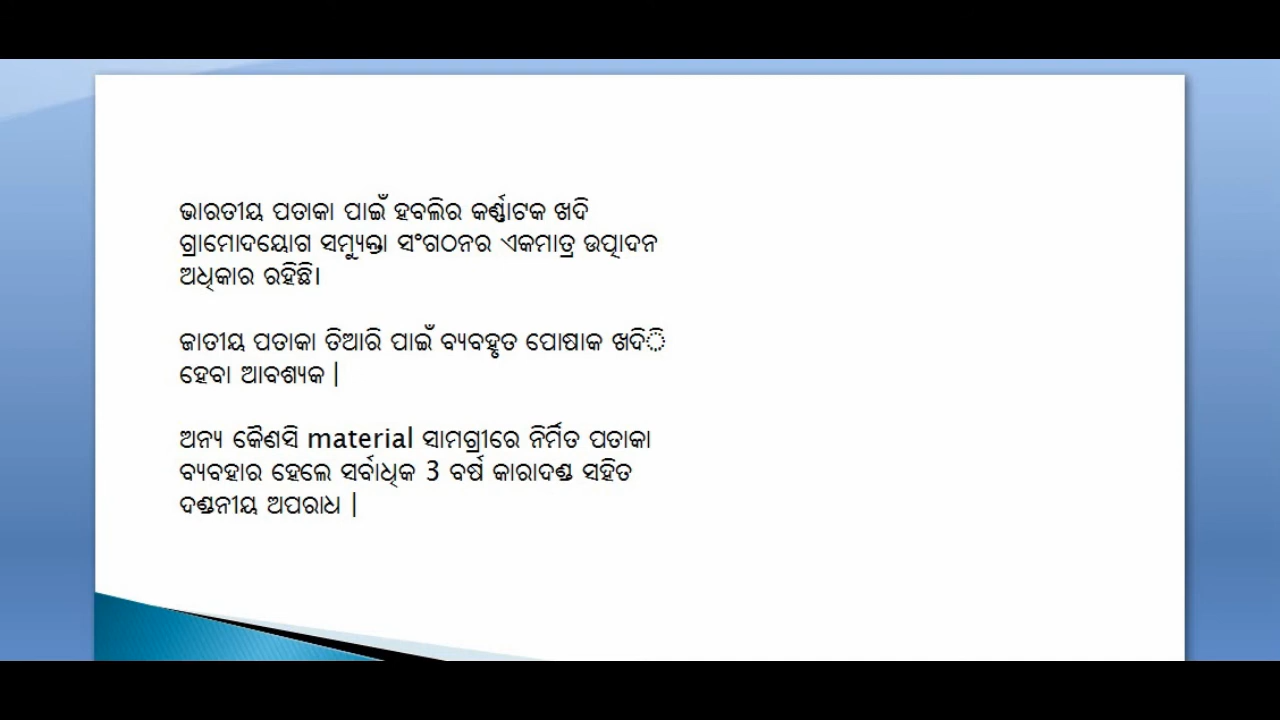 ଭାରତୀୟ ପତାକା ପାଇଁ ହବଲିର କର୍ଣ୍ଣାଟକ ଖଦି
ଗ୍ରାମୋଦୟୋଗ ସମ୍ୟୁକ୍ତା ସଂଗଠନର ଏକମାତ୍ର ଉତ୍ପାଦନ
ଅଧିକାର ରହିଛି।
ଜାତୀୟ ପତାକା ତିଆରି ପାଇଁ ବ୍ୟବହୃତ ପୋଷାକ ଖଦିି
ହେବା ଆବଶ୍ୟକ |
ଅନ୍ୟ କୈଣସି material ସାମଗ୍ରୀରେ ନିର୍ମିତ ପତାକା
ବ୍ୟବହାର ହେଲେ ସର୍ବାଧିକ 3 ବର୍ଷ କାରାଦଣ୍ଡ ସହିତ
ଦଣ୍ଡନୀୟ ଅପରାଧ |